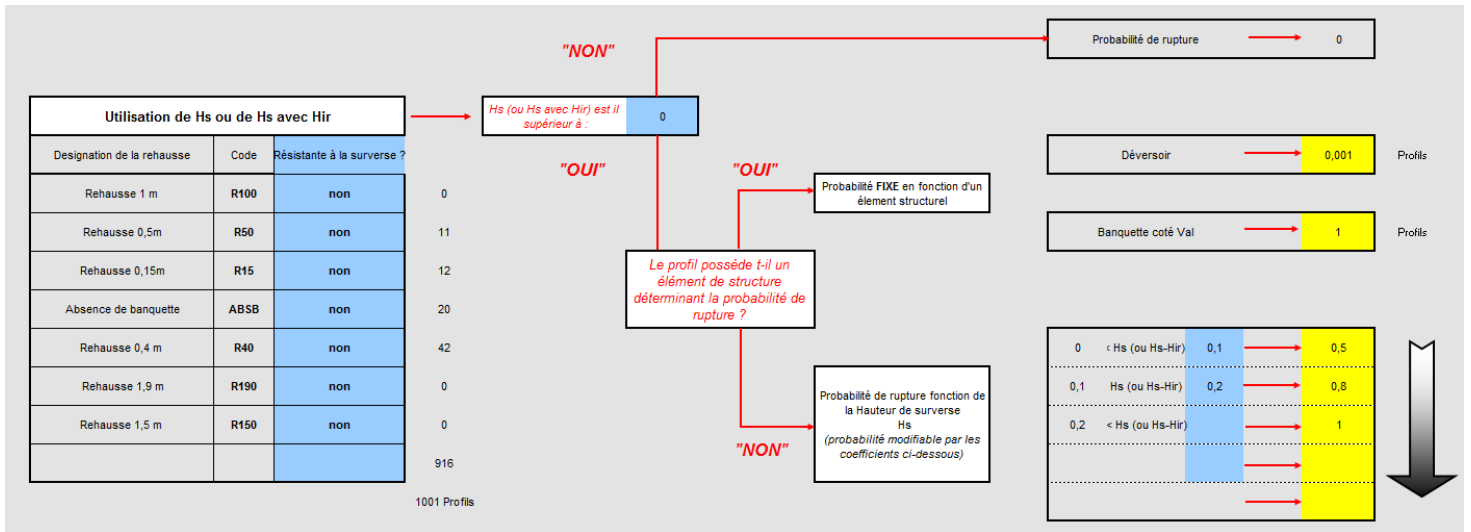 "NON"
Probabilité de rupture 0
Utilisation de Hs ou de Hs avec Hir
Hs (ou Hs avec Hir) est il
supérieur à :
0
Designation de la rehausse Code Résistante à la surverse ?
Rehausse 1 m R100 non 0
Rehausse 0,5m R50 non 11
Rehausse 0,15m R15 non 12
Absence de banquette ABSB non 20
Rehausse 0,4 m R40 non 42
Rehausse 1,9 m R190 non 0
Rehausse 1,5 m R150 non 0
916
1001 Profils
"OUI"
"OUI"
Probabilité FIXE en fonction d'un
élement structurel
Déversoir 0,001 Profils
Banquette coté Val 1 Profils
Le profil possède t-il un
élément de structure
déterminant la probabilité de
rupture ?
"NON"
Probabilité de rupture fonction de
la Hauteur de surverse
Hs
(probabilité modifiable par les
coefficients ci-dessous)
0 < Hs (ou Hs-Hir) 0,1 0,5
0,1 Hs (ou Hs-Hir) 0,2 0,8
0,2 < Hs (ou Hs-Hir) 1